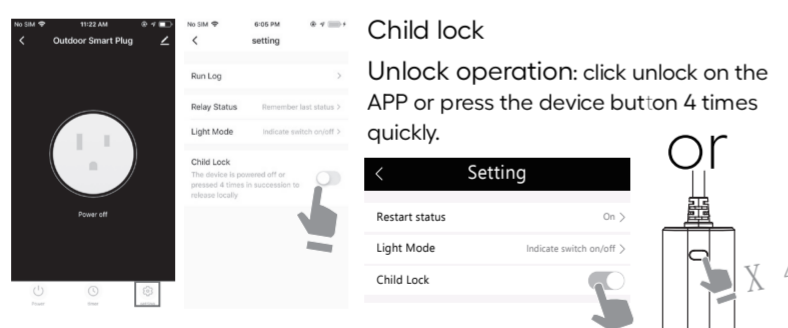 No SIM 11:22 AM
Outdoor Smart Plug
Power off
Power
Timer
No SIM 6:05 PM
setting
Run Log
Relay Status Remember last status
Light Mode Indicate switch on/off
Child Lock
The device is powered off or
pressed 4 times in succession to
release locally
Child lock
Unlock operation: click unlock on the
APP or press the device button 4 times
quickly.
Setting
Restart status On
Light Mode Indicate switch on/off
Child Lock
or
X 4